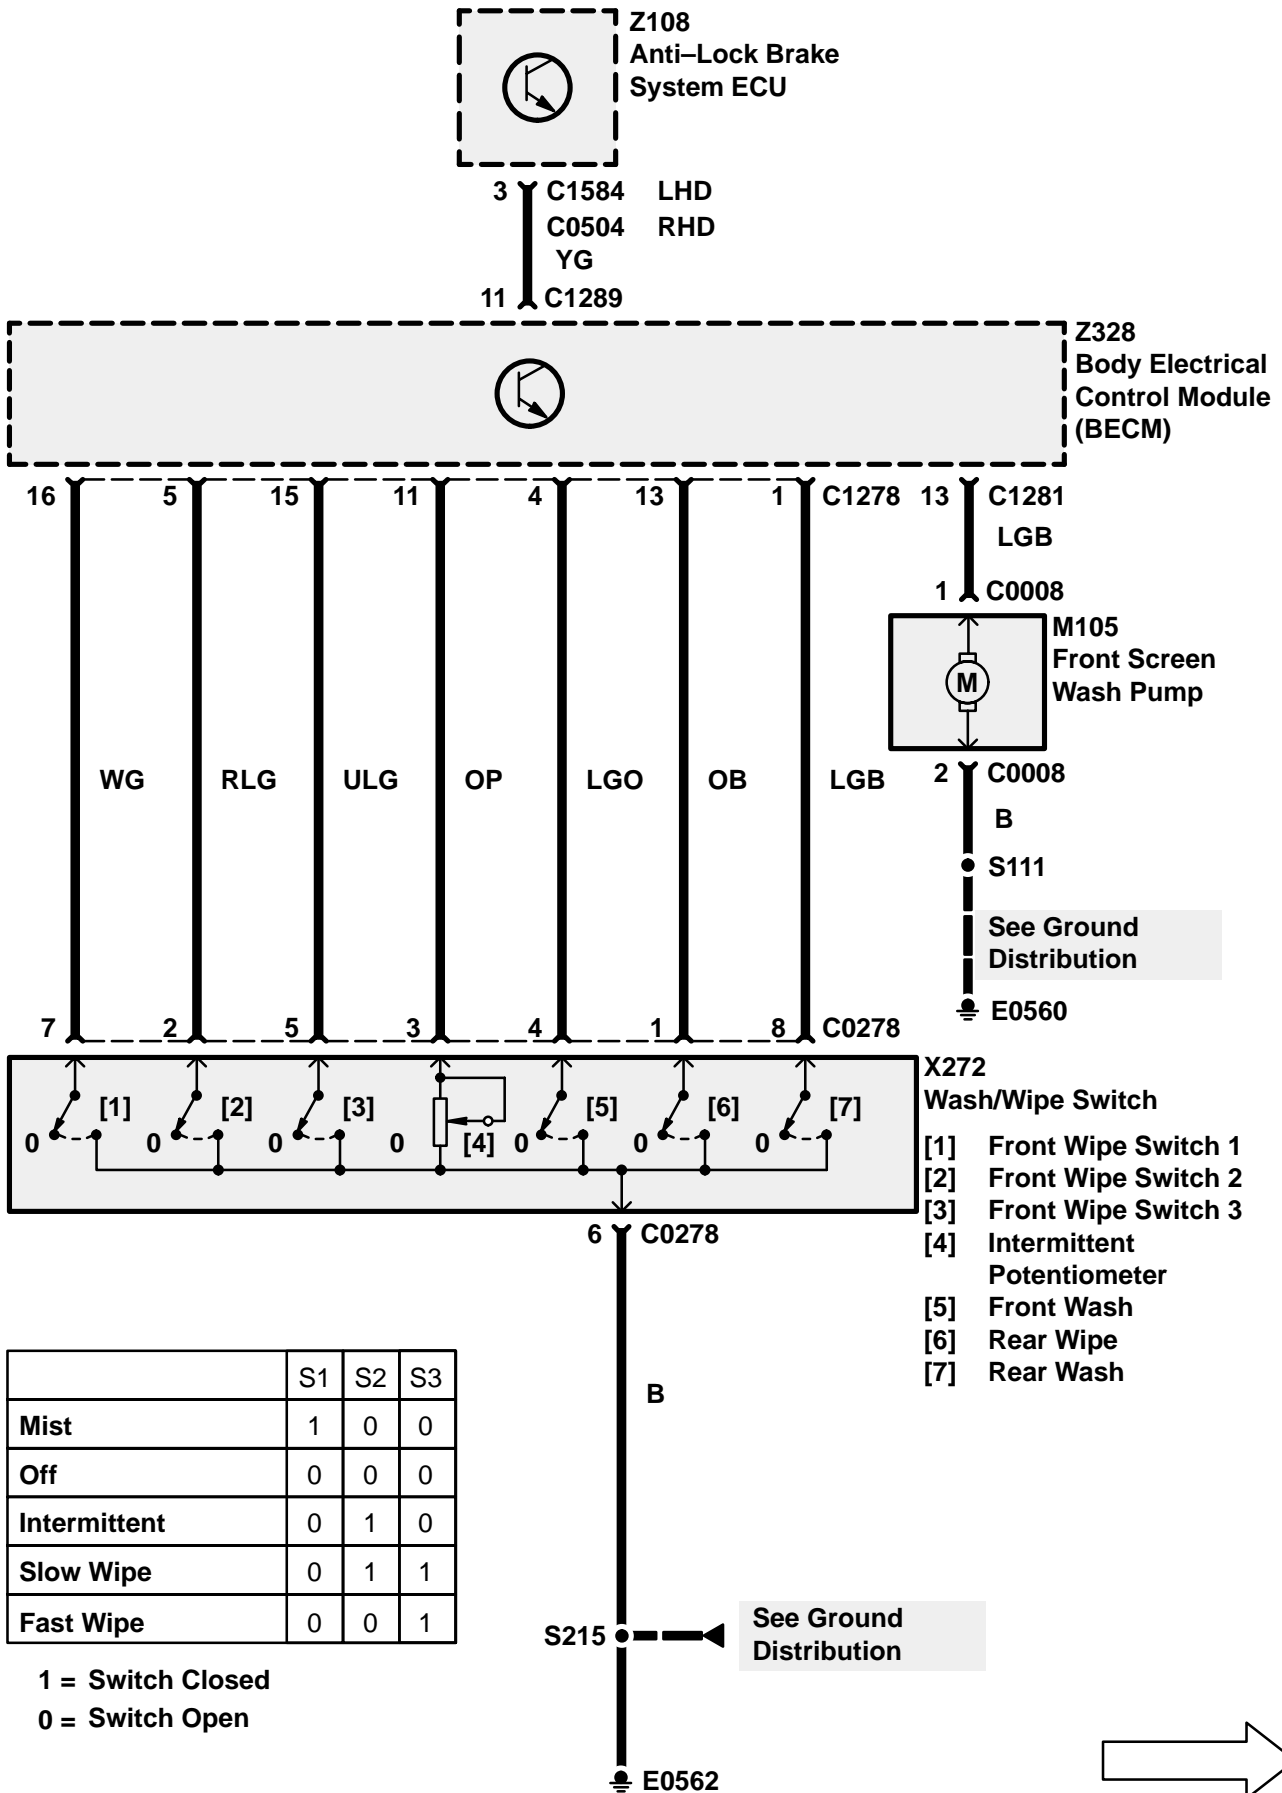 Z108
Anti–Lock Brake
System ECU
3 C1584 LHD
C0504 RHD
YG
11 C1289
Z328
Body Electrical
Control Module
(BECM)
16 5 15 11 4 13 1 C1278 13 C1281
LGB
1 C0008
M105
Front Screen
Wash Pump
M
WG RLG ULG OP LGO OB LGB
2 C0008
B
S111
See Ground
Distribution
E0560
7 2 5 3 4 1 8 C0278
X272
Wash/Wipe Switch
[1] [2] [3] [4] [5] [6] [7]
0 0 0 0 0 0 0
[1] Front Wipe Switch 1
[2] Front Wipe Switch 2
[3] Front Wipe Switch 3
[4] Intermittent
Potentiometer
[5] Front Wash
[6] Rear Wipe
[7] Rear Wash
6 C0278
B
S1 S2 S3
Mist 1 0 0
Off 0 0 0
Intermittent 0 1 0
Slow Wipe 0 1 1
Fast Wipe 0 0 1
1 = Switch Closed
0 = Switch Open
S215
See Ground
Distribution
E0562